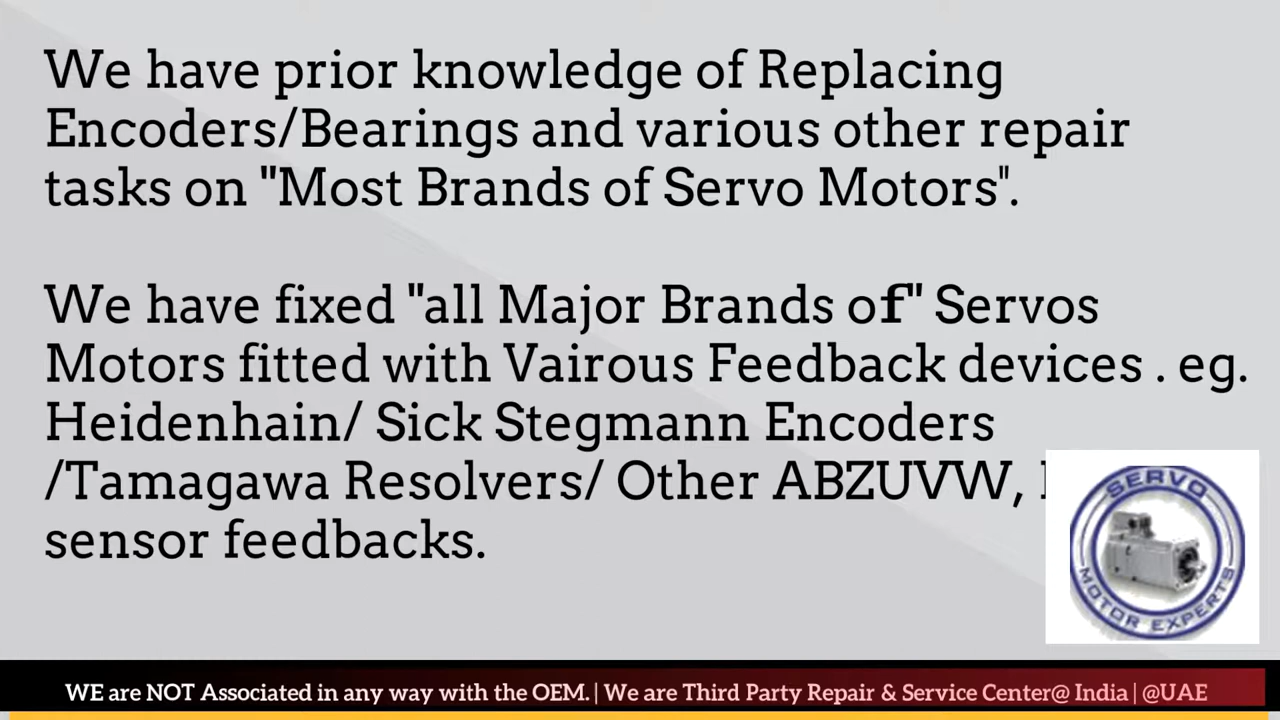 We have prior knowledge of Replacing
Encoders/Bearings and various other repair
tasks on "Most Brands of Servo Motors".
We have fixed "all Major Brands of" Servos
Motors fitted with Vairous Feedback devices . eg.
Heidenhain/ Sick Stegmann Encoders
/Tamagawa Resolvers/ Other ABZUVW,
sensor feedbacks.
SERVO
MOTOR EXPERTS
WE are NOT Associated in any way with the OEM. | We are Third Party Repair & Service Center@ India | @UAE